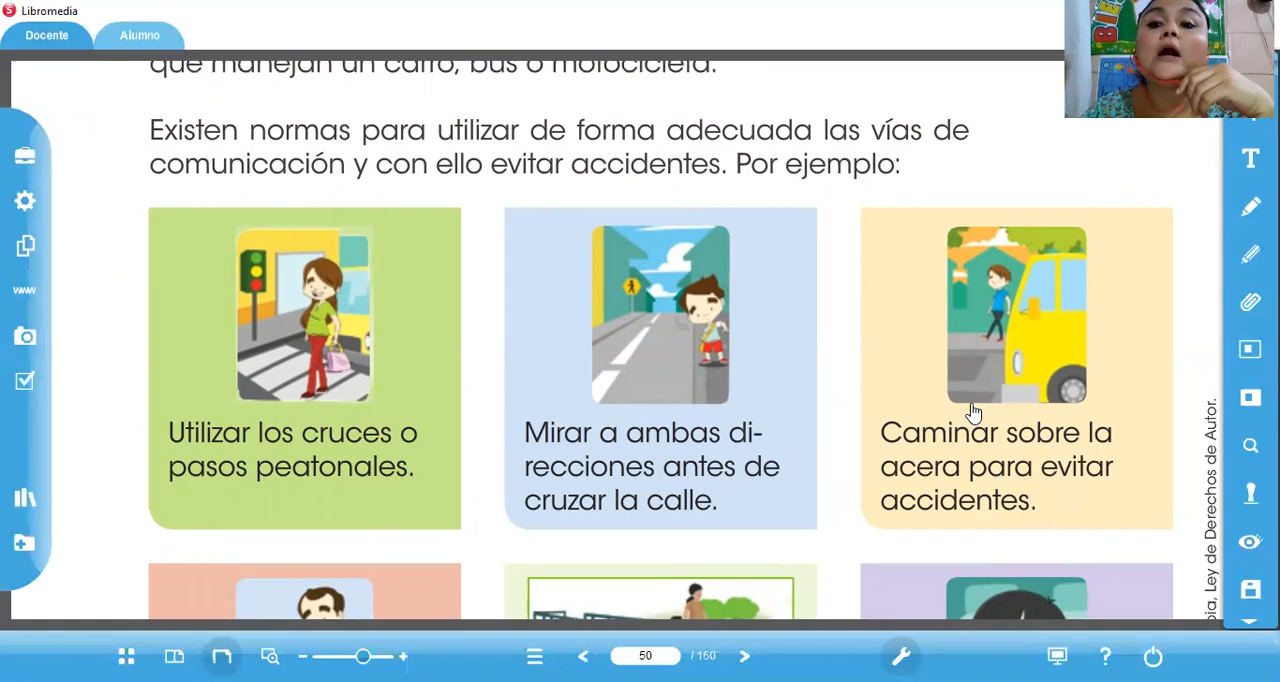 Libromedia
Docente
Alumno
que manejan un carro, bus o motocicleta.
Existen normas para utilizar de forma adecuada las vías de
comunicación y con ello evitar accidentes. Por ejemplo:
Utilizar los cruces o
pasos peatonales.
Mirar a ambas di-
recciones antes de
cruzar la calle.
Caminar sobre la
acera para evitar
accidentes.
Ley de Derechos de Autor.
www
T
50
/ 160
?